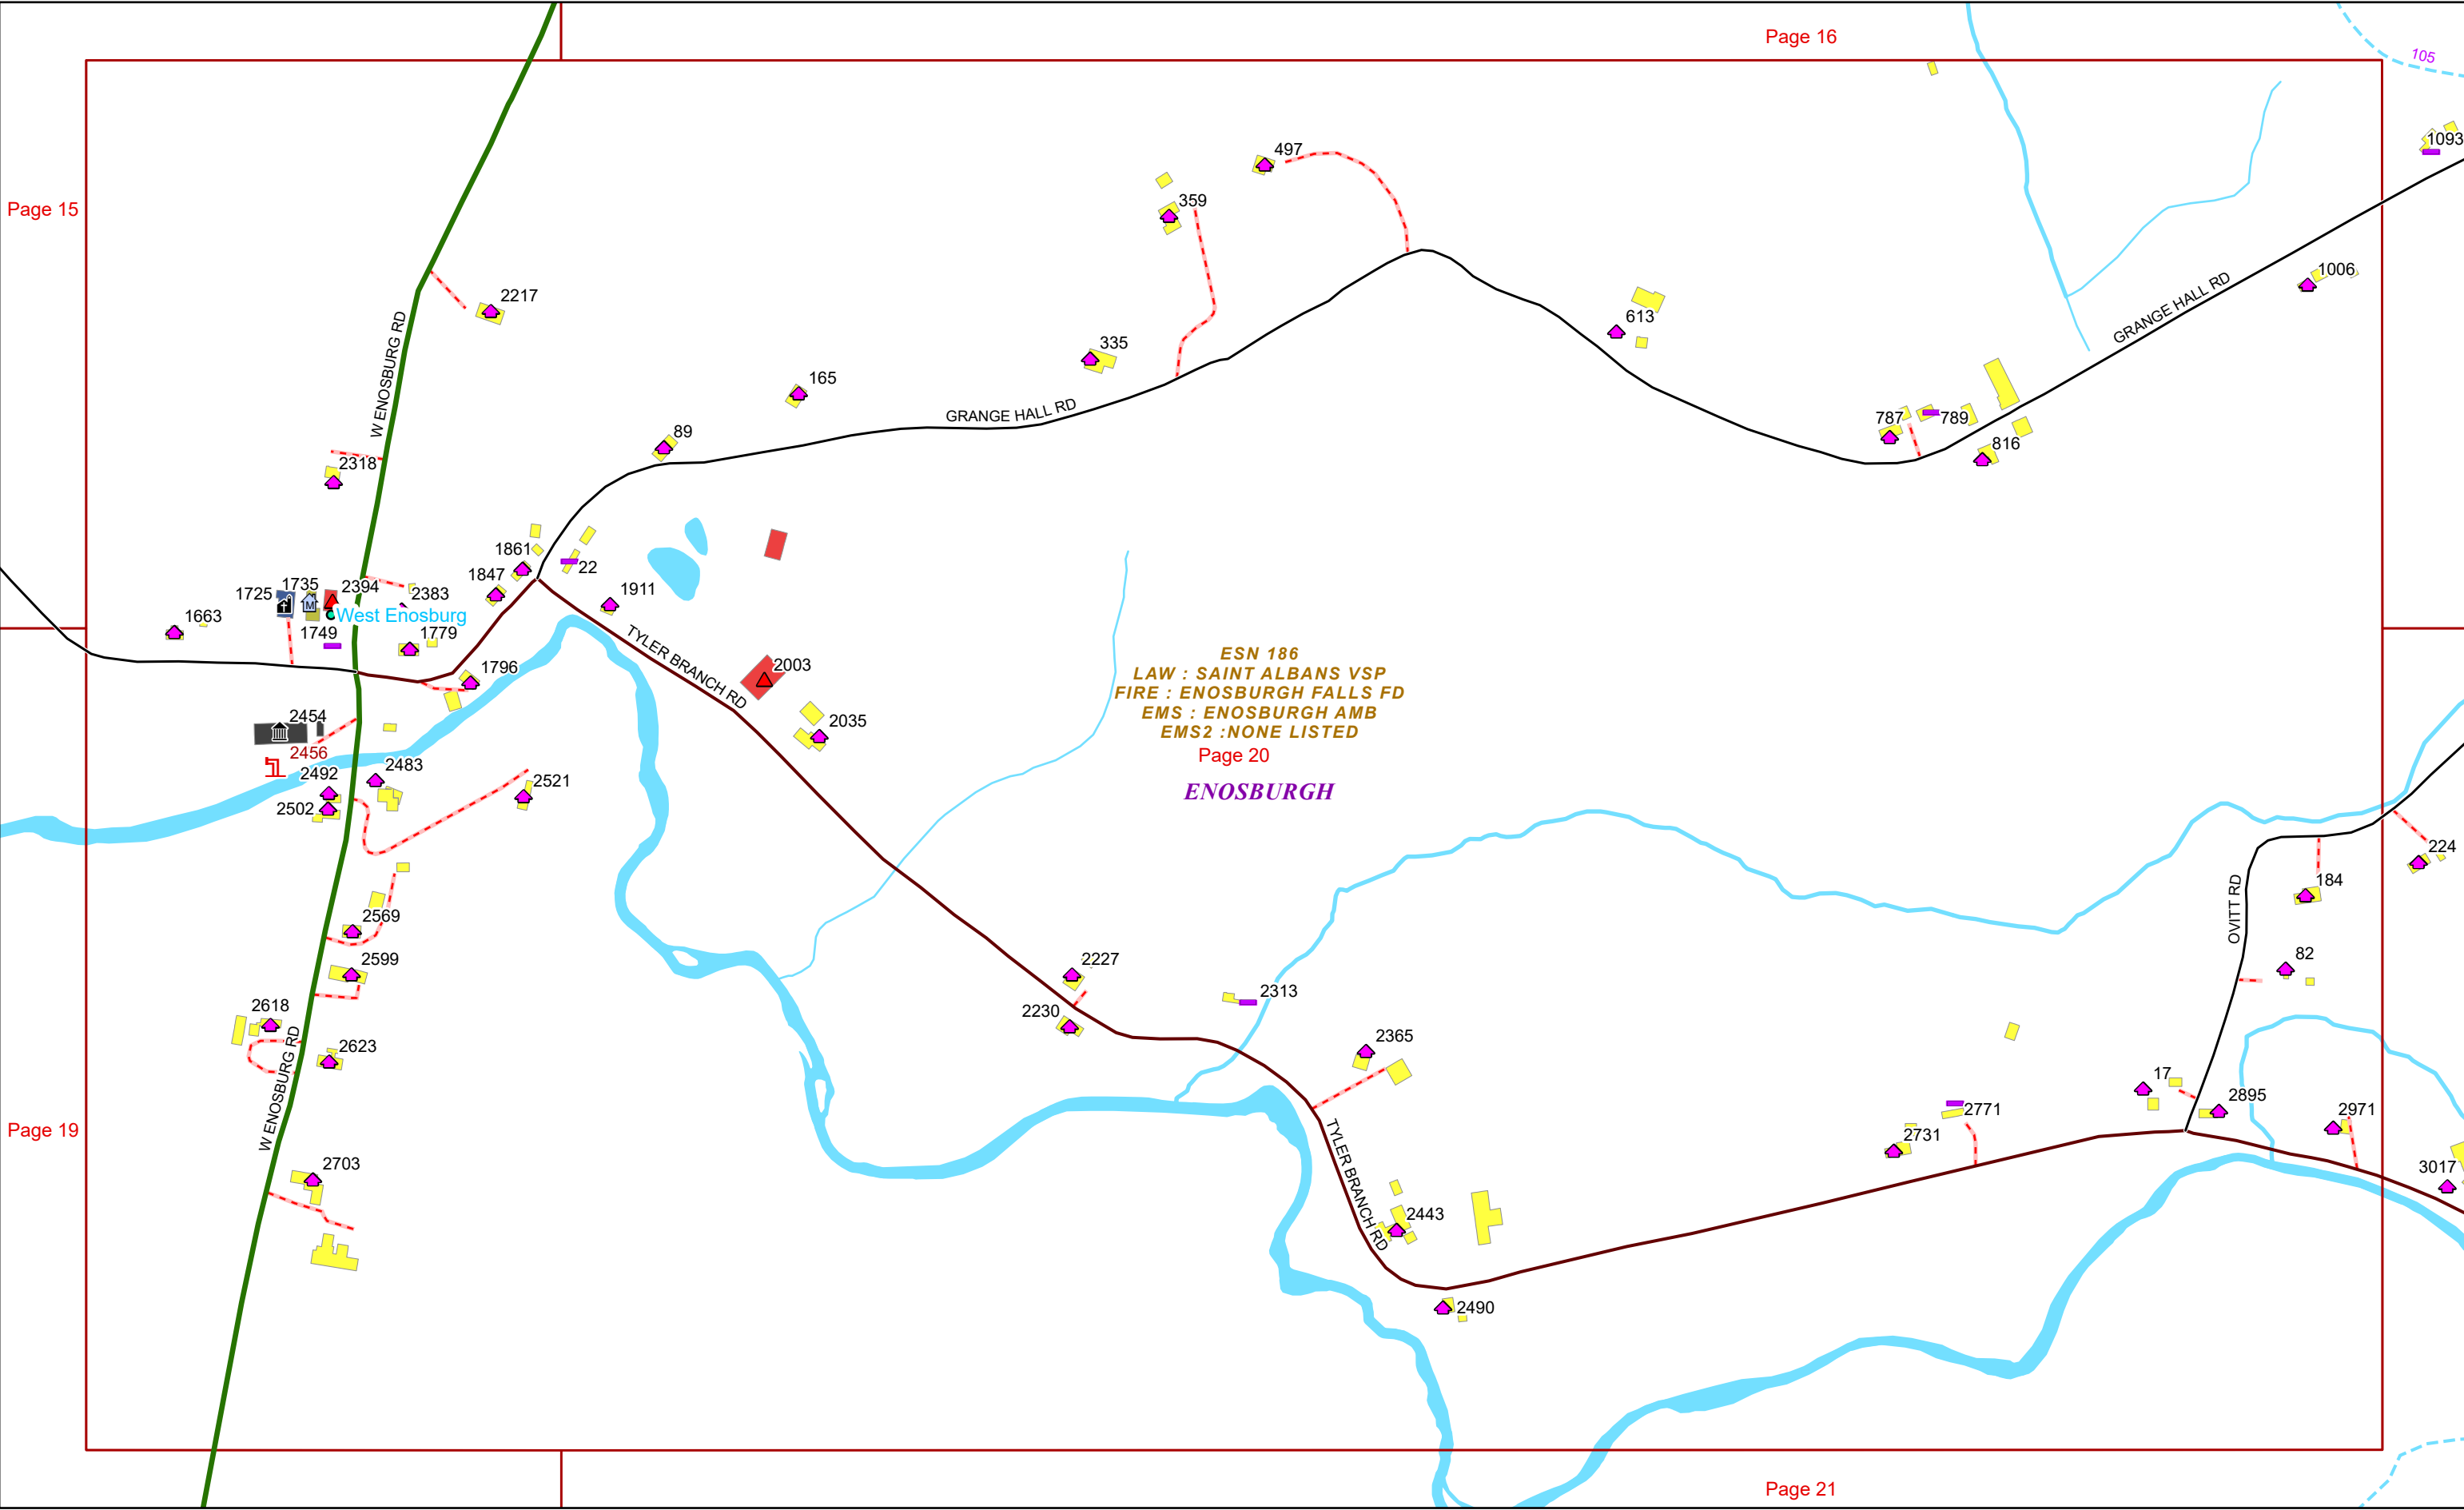 Page 16
105
1093
497
Page 15
359
1006
2217
GRANGE HALL RD
613
W ENOSBURG RD
335
165
GRANGE HALL RD
787
789
89
816
2318
1861
22
1847
1735
2394
1911
1725
2383
M
West Enosburg
1663
1749
1779
TYLER BRANCH RD
1796
2003
ESN 186
LAW : SAINT ALBANS VSP
FIRE : ENOSBURGH FALLS FD
EMS : ENOSBURGH AMB
EMS2 :NONE LISTED
Page 20
ENOSBURGH
2454
2035
2456
2492
2483
2521
2502
224
184
OVITT RD
2569
82
2599
2227
2313
2618
2230
2365
2623
W ENOSBURG RD
17
2895
2771
2971
Page 19
2731
TYLER BRANCH RD
2703
3017
2443
2490
Page 21